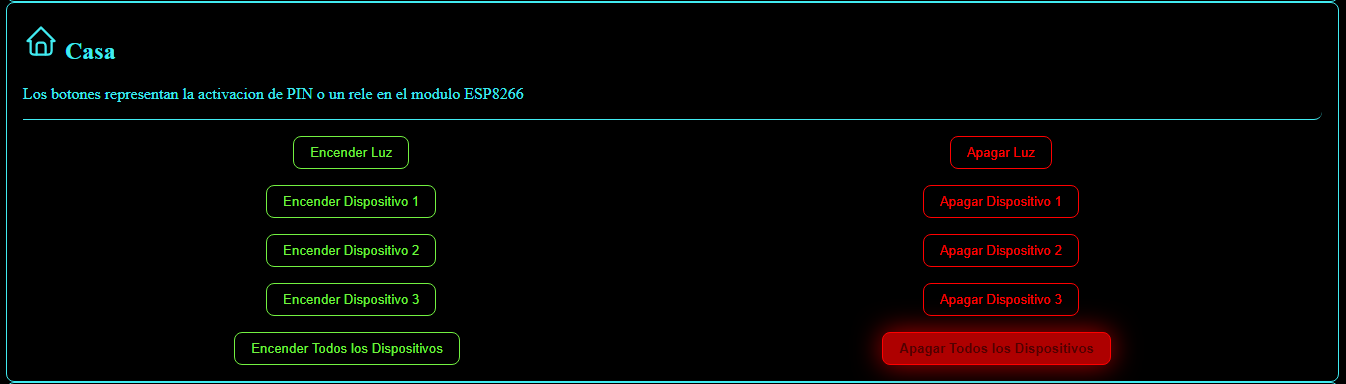 Casa
Los botones representan la activacion de PIN o un rele en el modulo ESP8266
Encender Luz
Apagar Luz
Encender Dispositivo 1
Apagar Dispositivo 1
Encender Dispositivo 2
Apagar Dispositivo 2
Encender Dispositivo 3
Apagar Dispositivo 3
Encender Todos los Dispositivos
Apagar Todos los Dispositivos